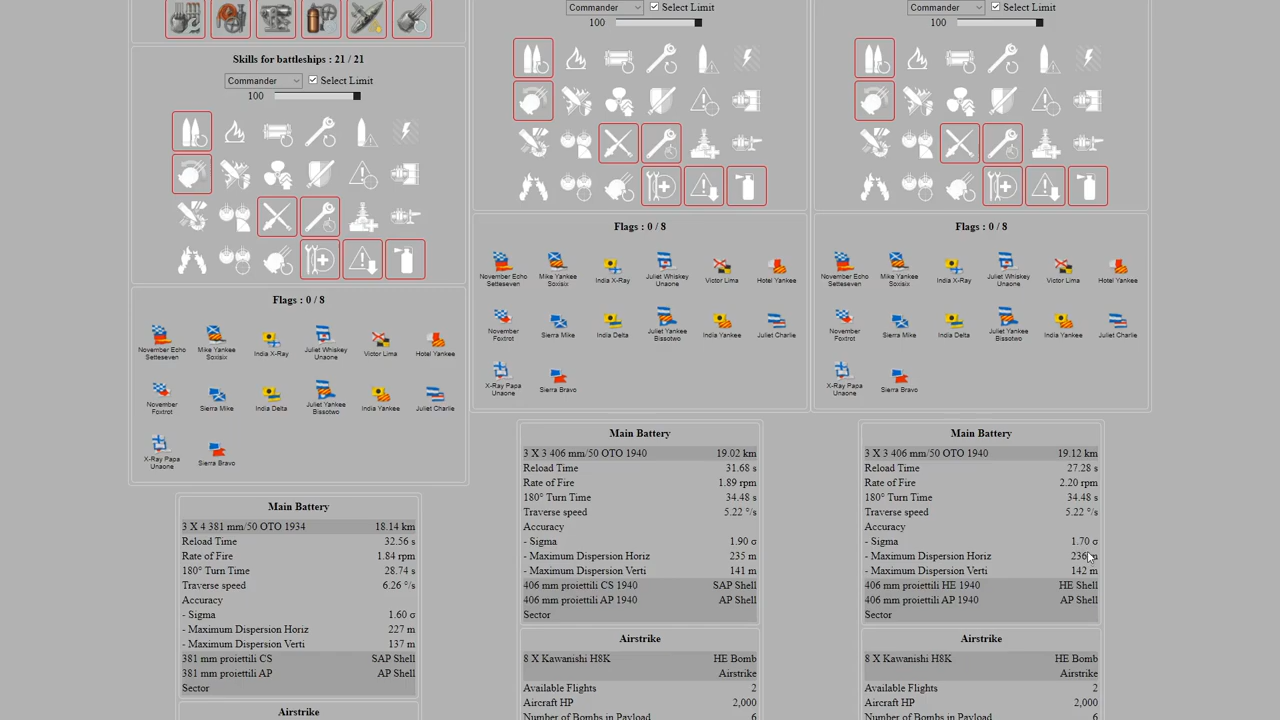 Skills for battleships : 21 / 21
Commander
Select Limit
100
Flags : 0 / 8
November Echo Setteseven
Mike Yankee Soxisix
India X-Ray
Juliet Whiskey Unaone
Victor Lima
Hotel Yankee
November Foxtrot
Sierra Mike
India Delta
Juliet Yankee Bissotwo
India Yankee
Juliet Charlie
X-Ray Papa Unaone
Sierra Bravo
Main Battery
3 X 4 381 mm/50 OTO 1934 18.14 km
Reload Time 32.56 s
Rate of Fire 1.84 rpm
180° Turn Time 28.74 s
Traverse speed 6.26 °/s
Accuracy
- Sigma 1.60 σ
- Maximum Dispersion Horiz 227 m
- Maximum Dispersion Verti 137 m
381 mm proiettili CS SAP Shell
381 mm proiettili AP AP Shell
Sector
Airstrike
Commander
Select Limit
100
Flags : 0 / 8
November Echo Setteseven
Mike Yankee Soxisix
India X-Ray
Juliet Whiskey Unaone
Victor Lima
Hotel Yankee
November Foxtrot
Sierra Mike
India Delta
Juliet Yankee Bissotwo
India Yankee
Juliet Charlie
X-Ray Papa Unaone
Sierra Bravo
Main Battery
3 X 3 406 mm/50 OTO 1940 19.02 km
Reload Time 31.68 s
Rate of Fire 1.89 rpm
180° Turn Time 34.48 s
Traverse speed 5.22 °/s
Accuracy
- Sigma 1.90 σ
- Maximum Dispersion Horiz 235 m
- Maximum Dispersion Verti 141 m
406 mm proiettili CS 1940 SAP Shell
406 mm proiettili AP 1940 AP Shell
Sector
Airstrike
8 X Kawanishi H8K HE Bomb
Airstrike
Available Flights 2
Aircraft HP 2,000
Number of Bombs in Payload 6
Commander
Select Limit
100
Flags : 0 / 8
November Echo Setteseven
Mike Yankee Soxisix
India X-Ray
Juliet Whiskey Unaone
Victor Lima
Hotel Yankee
November Foxtrot
Sierra Mike
India Delta
Juliet Yankee Bissotwo
India Yankee
Juliet Charlie
X-Ray Papa Unaone
Sierra Bravo
Main Battery
3 X 3 406 mm/50 OTO 1940 19.12 km
Reload Time 27.28 s
Rate of Fire 2.20 rpm
180° Turn Time 34.48 s
Traverse speed 5.22 °/s
Accuracy
- Sigma 1.70 σ
- Maximum Dispersion Horiz 236 m
- Maximum Dispersion Verti 142 m
406 mm proiettili HE 1940 HE Shell
406 mm proiettili AP 1940 AP Shell
Sector
Airstrike
8 X Kawanishi H8K HE Bomb
Airstrike
Available Flights 2
Aircraft HP 2,000
Number of Bombs in Payload 6